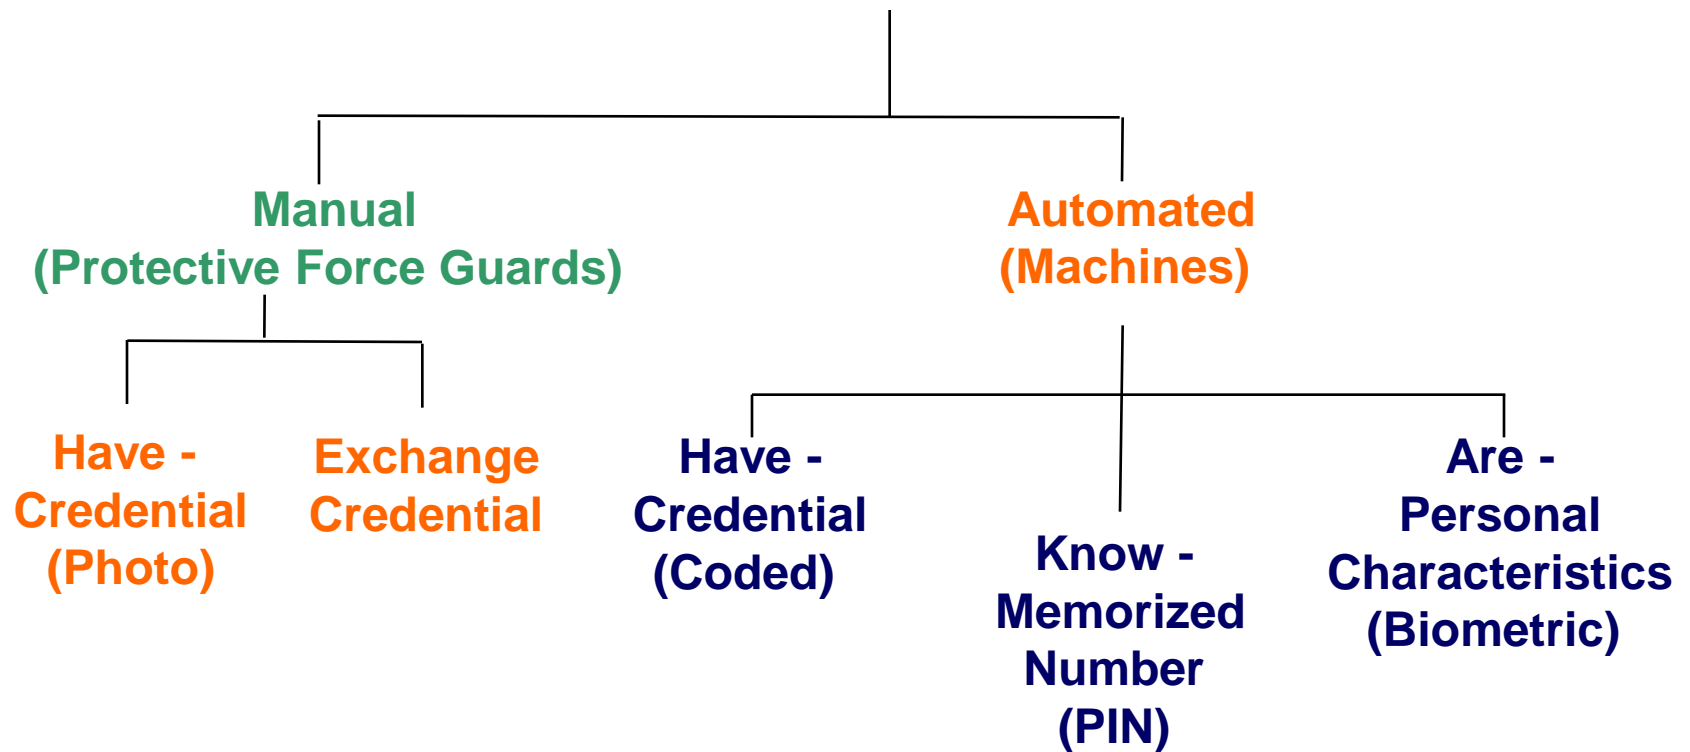 Manual
(Protective Force Guards)
Automated
(Machines)
Have -
Credential
(Photo)
Exchange
Credential
Have -
Credential
(Coded)
Know -
Memorized
Number
(PIN)
Are -
Personal
Characteristics
(Biometric)